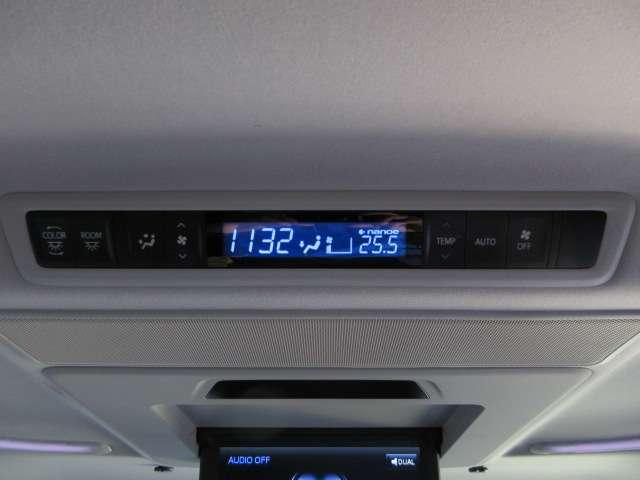 COLOR ROOM 1132 nanoe 25.5 TEMP AUTO OFF
AUDIO OFF DUAL